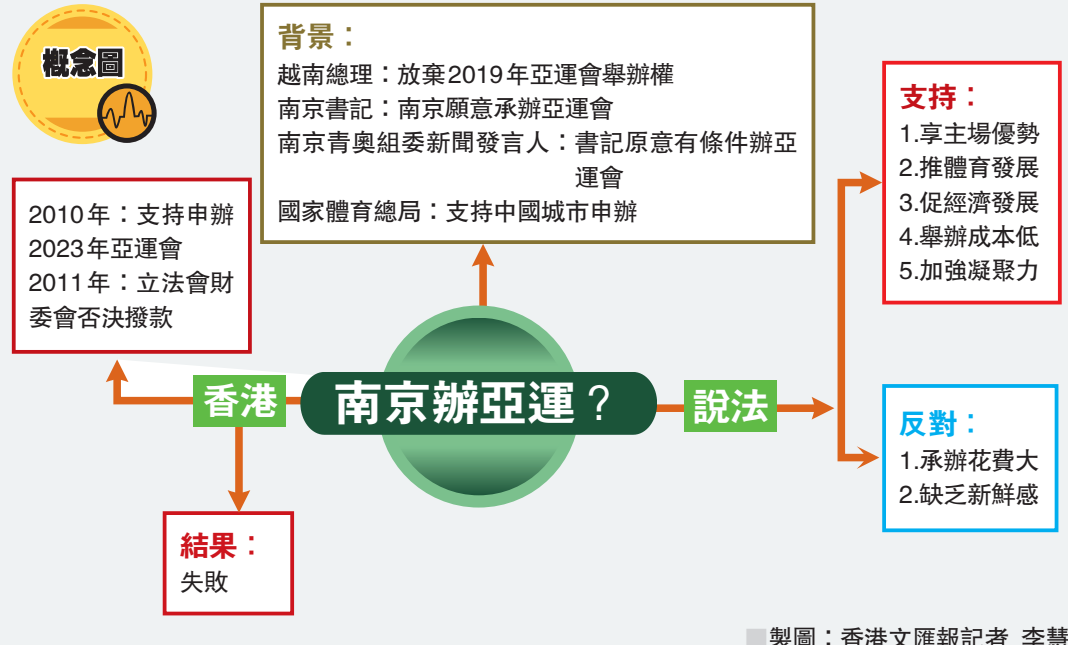 概念圖
背景：
越南總理：放棄2019年亞運會舉辦權
南京書記：南京願意承辦亞運會
南京青奧組委新聞發言人：書記原意有條件辦亞
運會
國家體育總局：支持中國城市申辦
2010年：支持申辦
2023年亞運會
2011年：立法會財
委會否決撥款
香港
結果：
失敗
南京辦亞運？
說法
支持：
1.享主場優勢
2.推體育發展
3.促經濟發展
4.舉辦成本低
5.加強凝聚力
反對：
1.承辦花費大
2.缺乏新鮮感
■製圖：香港文匯報記者 李慧